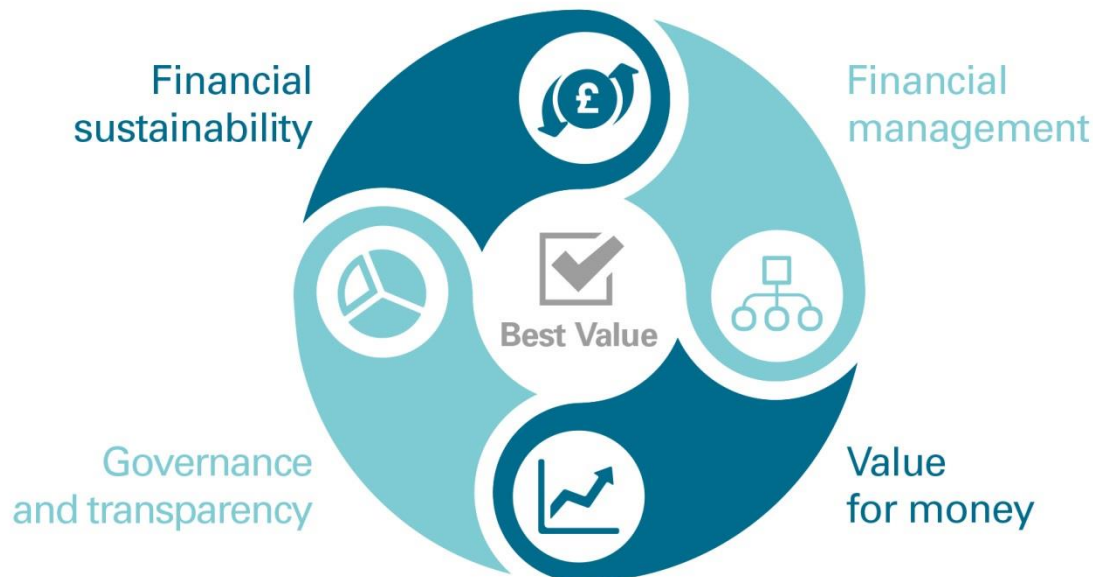 Financial
sustainability
Financial
management
£
Best Value
Governance
and transparency
Value
for money